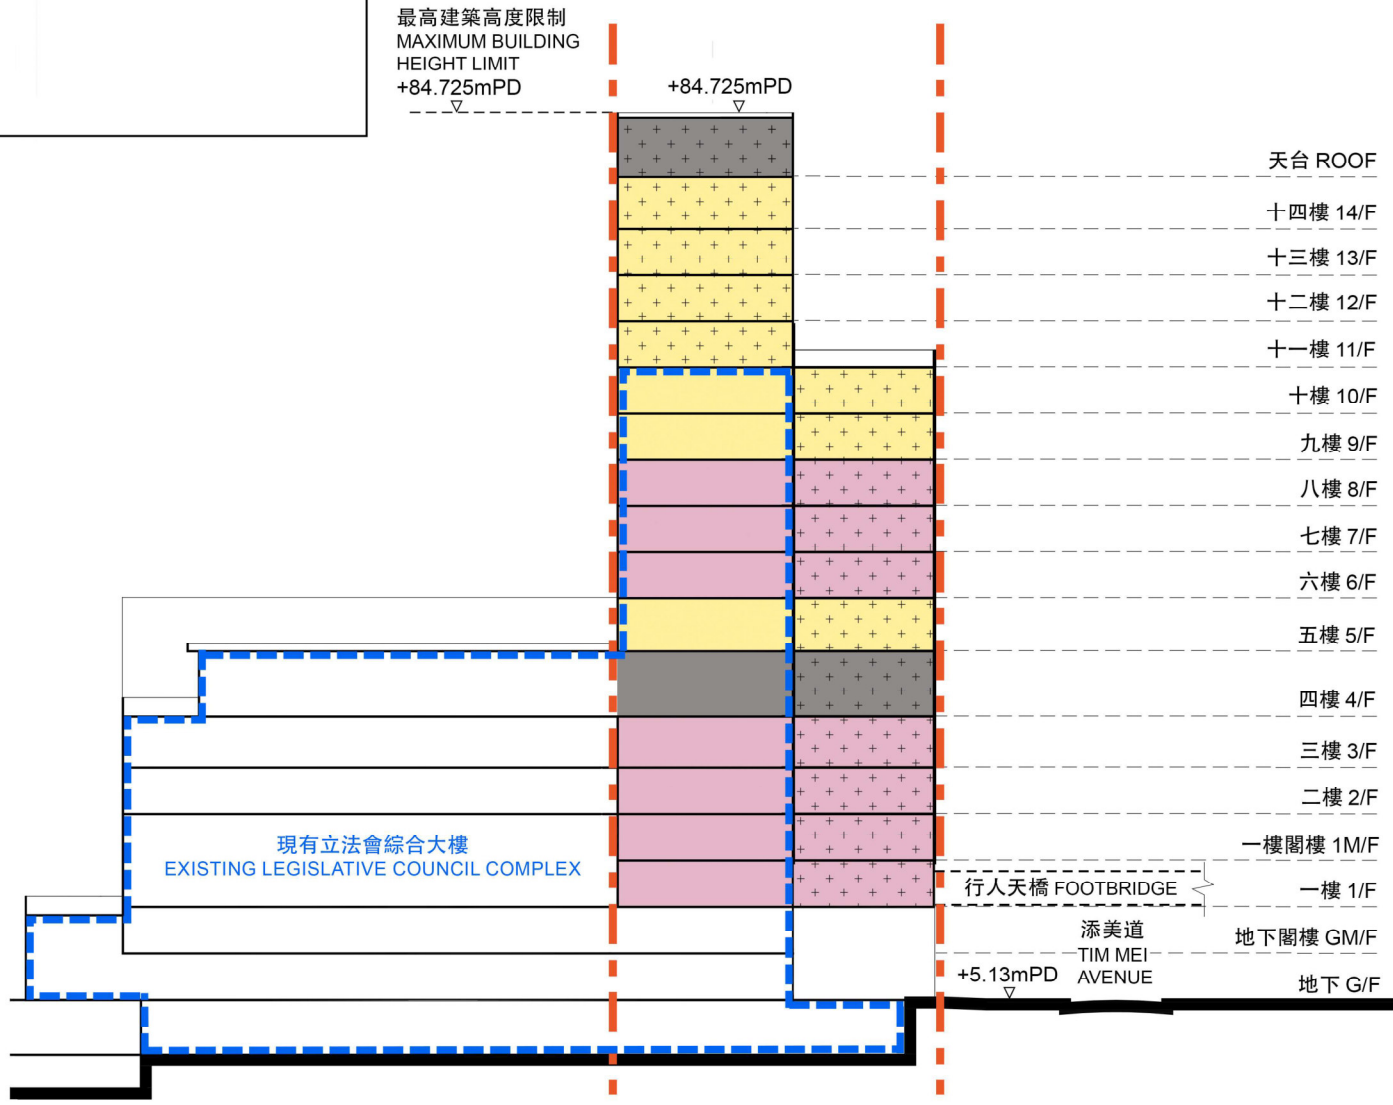 最高建築高度限制
MAXIMUM BUILDING
HEIGHT LIMIT
+84.725mPD
+84.725mPD
天台 ROOF
十四樓 14/F
十三樓 13/F
十二樓 12/F
十一樓 11/F
十樓 10/F
九樓 9/F
八樓 8/F
七樓 7/F
六樓 6/F
五樓 5/F
四樓 4/F
三樓 3/F
二樓 2/F
一樓閣樓 1M/F
現有立法會綜合大樓
EXISTING LEGISLATIVE COUNCIL COMPLEX
行人天橋 FOOTBRIDGE
一樓 1/F
添美道
TIM MEI
AVENUE
地下閣樓 GM/F
+5.13mPD
地下 G/F